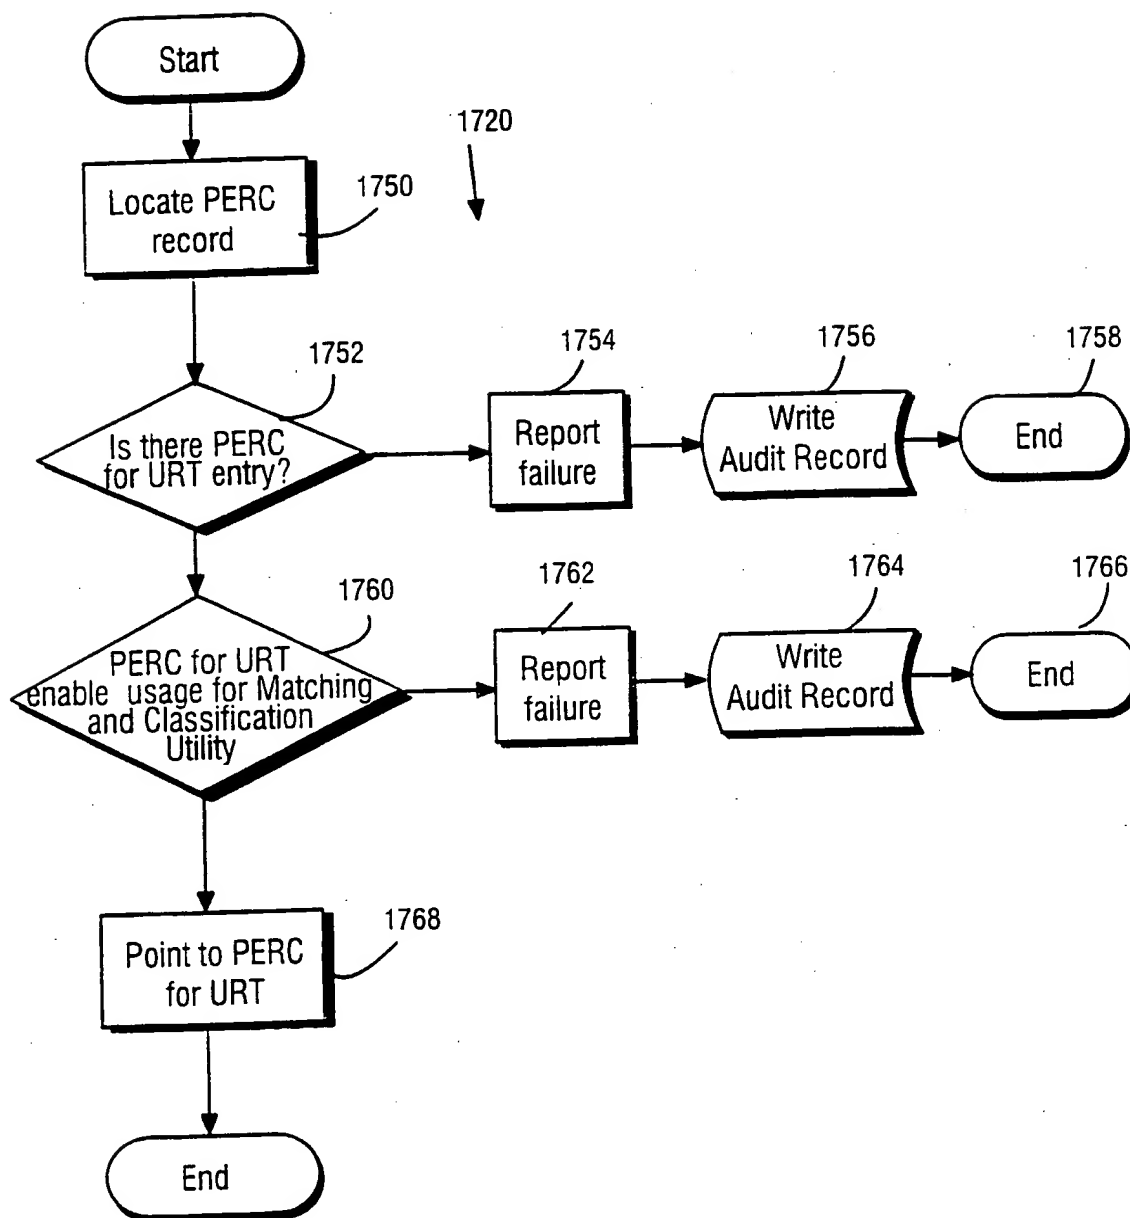 Start
1720
Locate PERC
record
1750
1752
Is there PERC
for URT entry?
1754
Report
failure
1756
Write
Audit Record
1758
End
1760
PERC for URT
enable usage for Matching
and Classification
Utility
1762
Report
failure
1764
Write
Audit Record
1766
End
1768
Point to PERC
for URT
End